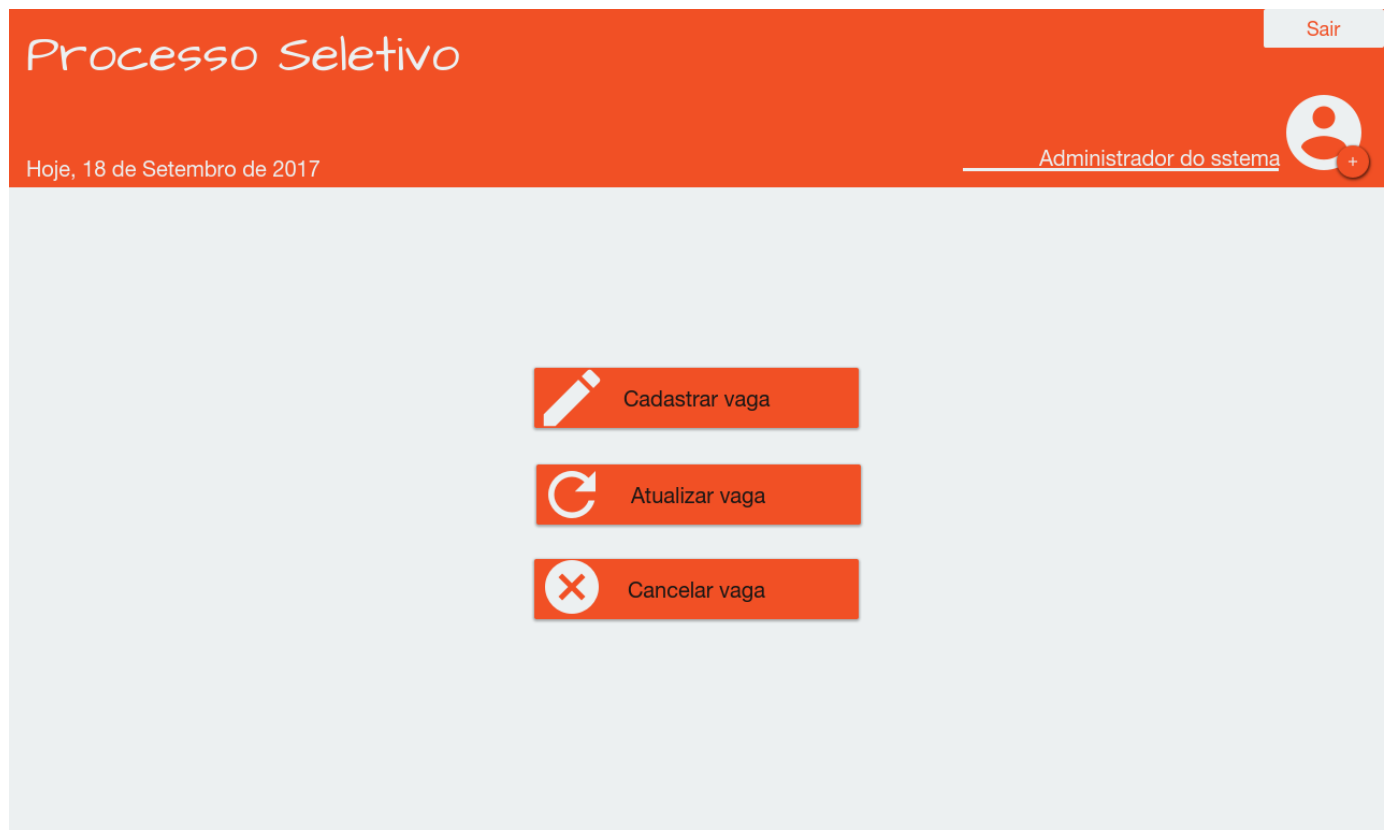 Sair
Processo Seletivo
Administrador do sstema
Hoje, 18 de Setembro de 2017
+
Cadastrar vaga
Atualizar vaga
Cancelar vaga